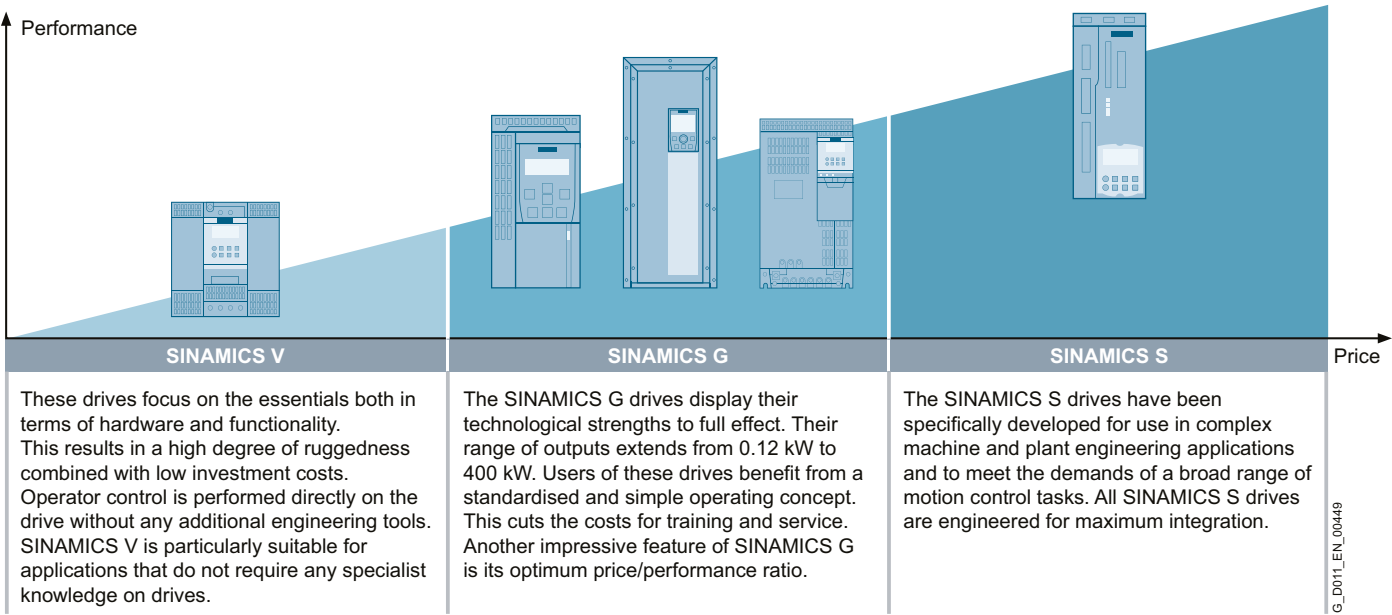 Performance
SINAMICS V
SINAMICS G
SINAMICS S
Price
These drives focus on the essentials both in
terms of hardware and functionality.
This results in a high degree of ruggedness
combined with low investment costs.
Operator control is performed directly on the
drive without any additional engineering tools.
SINAMICS V is particularly suitable for
applications that do not require any specialist
knowledge on drives.
The SINAMICS G drives display their
technological strengths to full effect. Their
range of outputs extends from 0.12 kW to
400 kW. Users of these drives benefit from a
standardised and simple operating concept.
This cuts the costs for training and service.
Another impressive feature of SINAMICS G
is its optimum price/performance ratio.
The SINAMICS S drives have been
specifically developed for use in complex
machine and plant engineering applications
and to meet the demands of a broad range of
motion control tasks. All SINAMICS S drives
are engineered for maximum integration.
G_D011_EN_00449